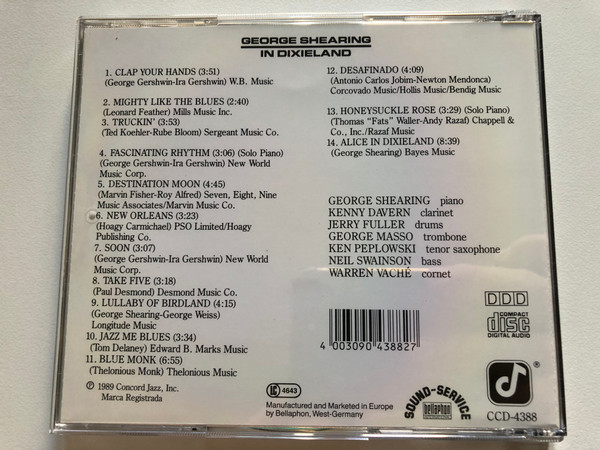 GEORGE SHEARING
IN DIXIELAND
1. CLAP YOUR HANDS (3:51)
(George Gershwin-Ira Gershwin) W.B. Music
2. MIGHTY LIKE THE BLUES (2:40)
(Leonard Feather) Mills Music Inc.
3. TRUCKIN' (3:53)
(Ted Koehler-Rube Bloom) Sergeant Music Co.
4. FASCINATING RHYTHM (3:06) (Solo Piano)
(George Gershwin-Ira Gershwin) New World
Music Corp.
5. DESTINATION MOON (4:45)
(Marvin Fisher-Roy Alfred) Seven, Eight, Nine
Music Associates/Marvin Music Co.
6. NEW ORLEANS (3:23)
(Hoagy Carmichael) PSO Limited/Hoagy
Publishing Co.
7. SOON (3:07)
(George Gershwin-Ira Gershwin) New World
Music Corp.
8. TAKE FIVE (3:18)
(Paul Desmond) Desmond Music Co.
9. LULLABY OF BIRDLAND (4:15)
(George Shearing-George Weiss)
Longitude Music
10. JAZZ ME BLUES (3:34)
(Tom Delaney) Edward B. Marks Music
11. BLUE MONK (6:55)
(Thelonious Monk) Thelonious Music
℗ 1989 Concord Jazz, Inc.
Marca Registrada
12. DESAFINADO (4:09)
(Antonio Carlos Jobim-Newton Mendonca)
Corcovado Music/Hollis Music/Bendig Music
13. HONEYSUCKLE ROSE (3:29) (Solo Piano)
(Thomas "Fats" Waller-Andy Razaf) Chappell &
Co., Inc./Razaf Music
14. ALICE IN DIXIELAND (8:39)
(George Shearing) Bayes Music
GEORGE SHEARING piano
KENNY DAVERN clarinet
JERRY FULLER drums
GEORGE MASSO trombone
KEN PEPLOWSKI tenor saxophone
NEIL SWAINSON bass
WARREN VACHÉ cornet
DDD
COMPACT
disc
DIGITAL AUDIO
4 003090 438827
LC 4643
Manufactured and Marketed in Europe
by Bellaphon, West-Germany
SOUND-SERVICE
bellaphon
®
CCD-4388